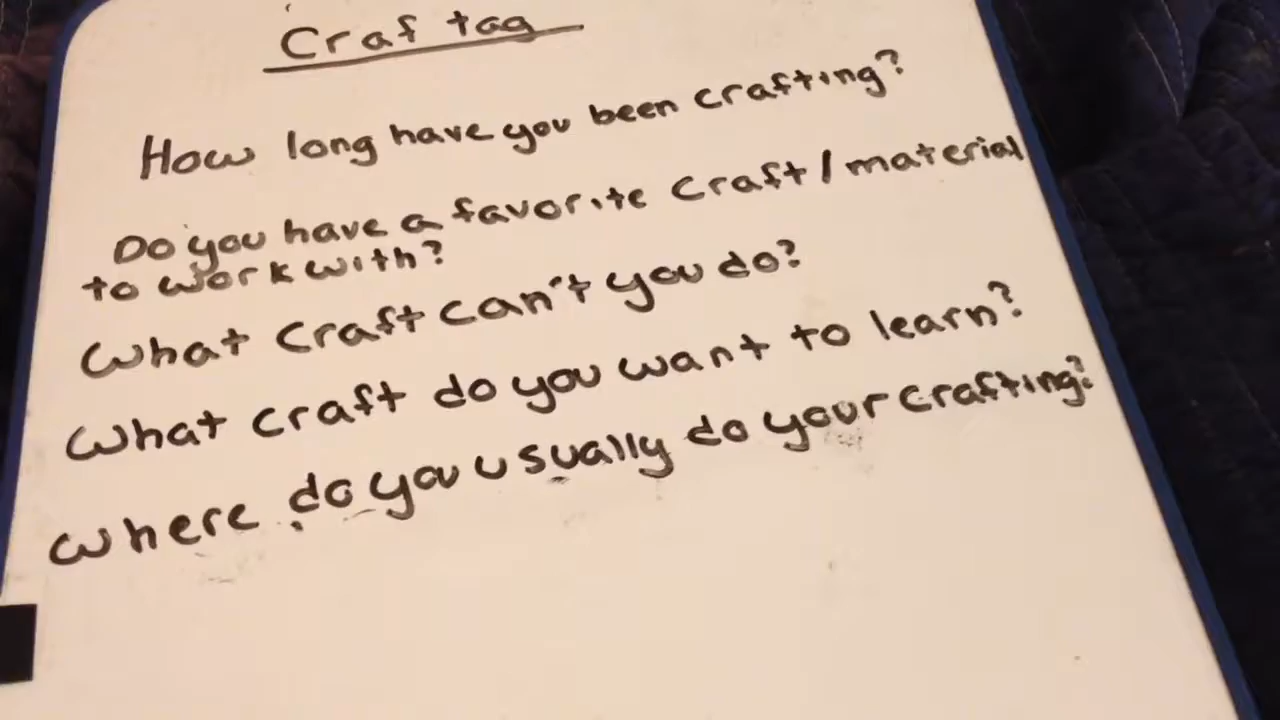 Craf tag
How long have you been crafting?
Do you have a favorite craft/material
to work with?
What craft can't you do?
What craft do you want to learn?
Where do you usually do your crafting?